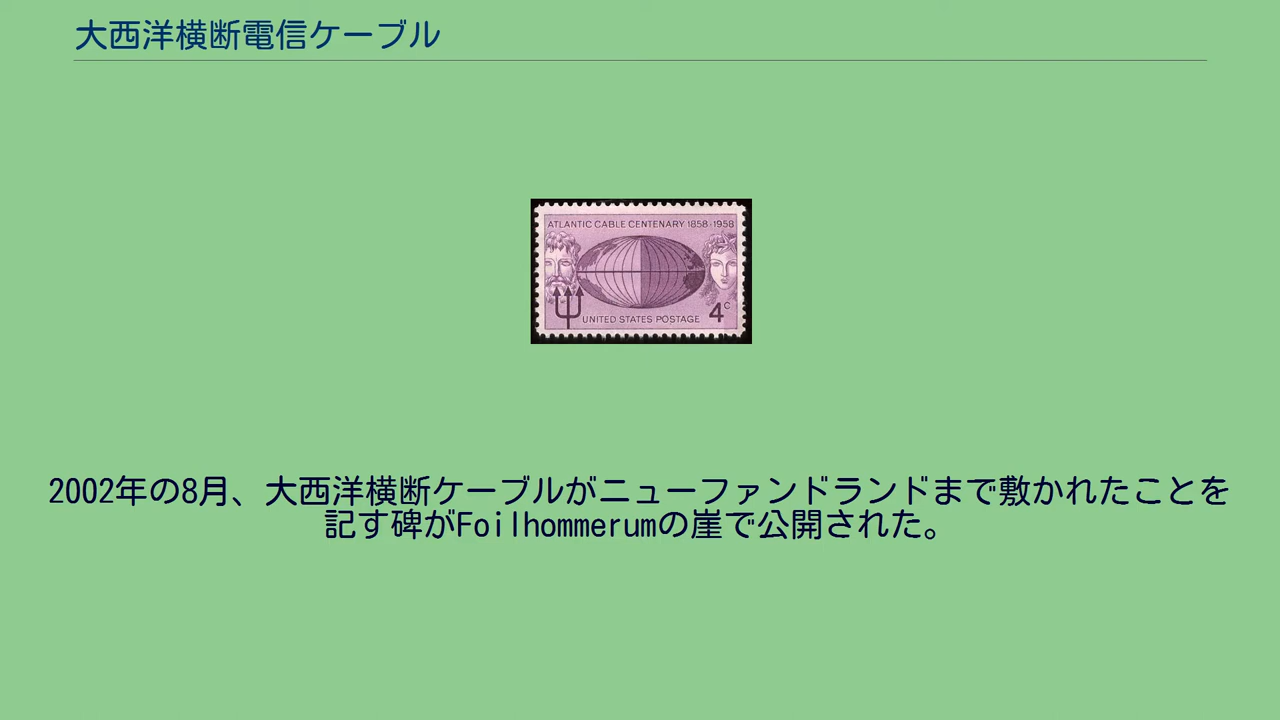 大西洋横断電信ケーブル
ATLANTIC CABLE CENTENARY 1858-1958
4c
UNITED STATES POSTAGE
2002年の8月、大西洋横断ケーブルがニューファンドランドまで敷かれたことを
記す碑がFoilhommerumの崖で公開された。